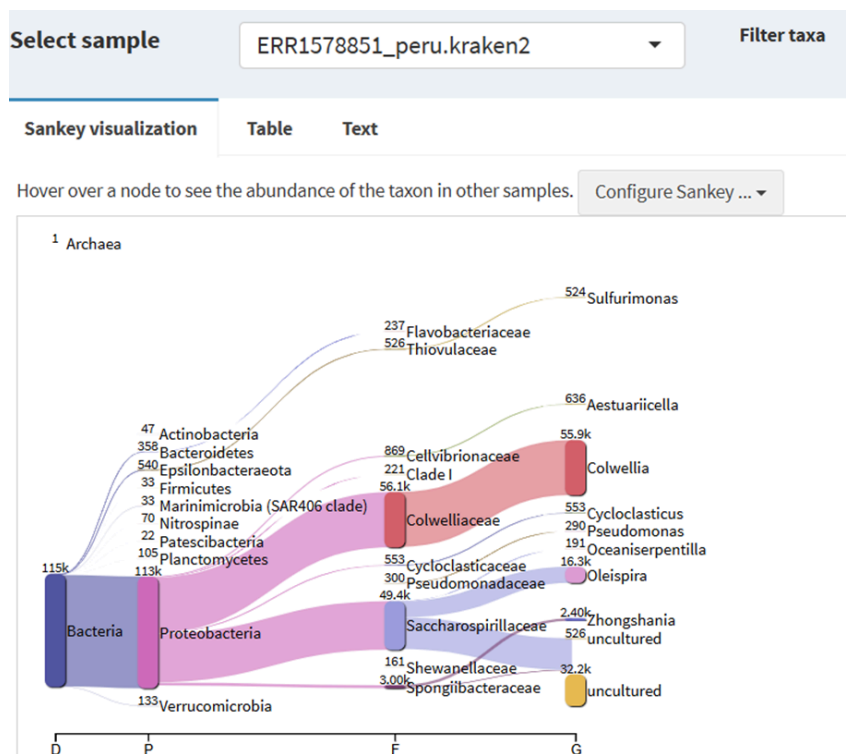 Select sample
ERR1578851_peru.kraken2
Filter taxa
Sankey visualization
Table
Text
Hover over a node to see the abundance of the taxon in other samples.
Configure Sankey ...
1 Archaea
524 Sulfurimonas
237 Flavobacteriaceae
526 Thiovulaceae
636 Aestuariicella
47 Actinobacteria
358 Bacteroidetes
540 Epsilonbacteraeota
33 Firmicutes
33 Marinimicrobia (SAR406 clade)
70 Nitrospinae
22 Patescibacteria
105 Planctomycetes
869 Cellvibrionaceae
221 Clade I
56.1k Colwelliaceae
55.9k Colwellia
553 Cycloclasticus
290 Pseudomonas
191 Oceaniserpentilla
16.3k Oleispira
553 Cycloclasticaceae
300 Pseudomonadaceae
49.4k Saccharospirillaceae
115k Bacteria
113k Proteobacteria
2.40k Zhongshania
526 uncultured
161 Shewanellaceae
3.00k Spongiibacteraceae
32.2k uncultured
133 Verrucomicrobia
D P F G